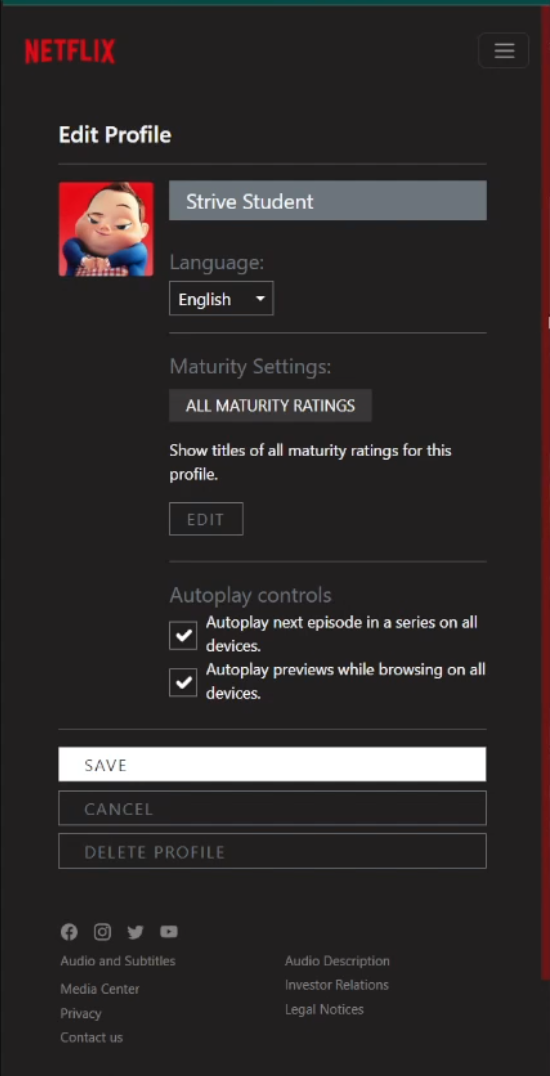 NETFLIX
Edit Profile
Strive Student
Language:
English
Maturity Settings:
ALL MATURITY RATINGS
Show titles of all maturity ratings for this
profile.
EDIT
Autoplay controls
Autoplay next episode in a series on all
devices.
Autoplay previews while browsing on all
devices.
SAVE
CANCEL
DELETE PROFILE
Audio and Subtitles
Audio Description
Media Center
Investor Relations
Privacy
Legal Notices
Contact us